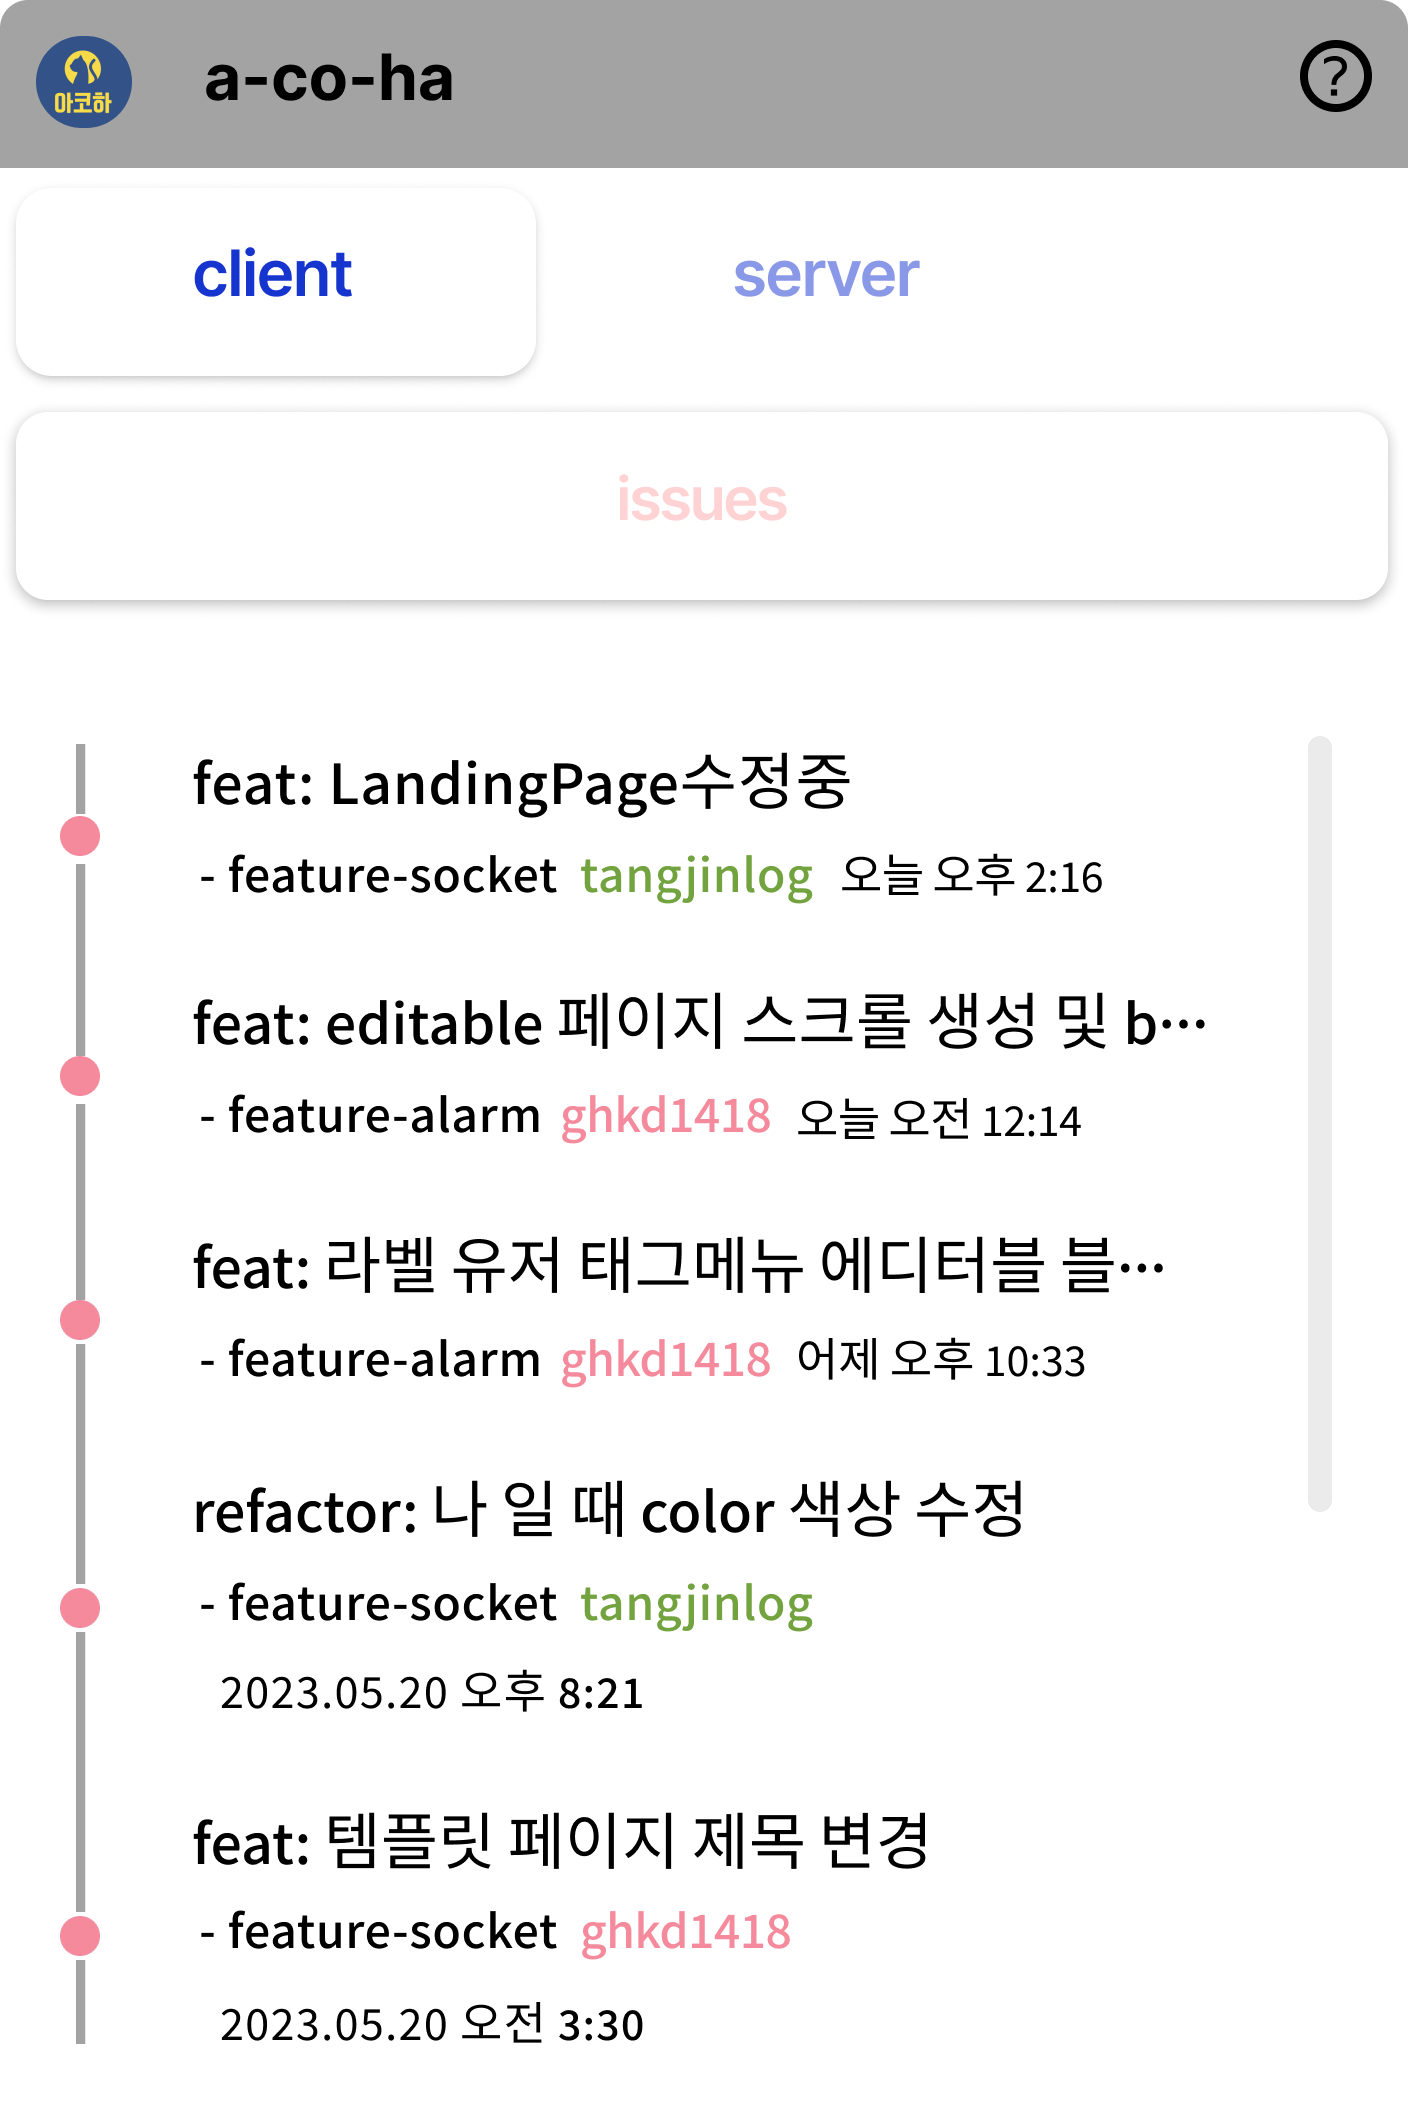 아코하
a-co-ha
?
client
server
issues
feat: LandingPage수정중
- feature-socket tangjinlog 오늘 오후 2:16
feat: editable 페이지 스크롤 생성 및 b…
- feature-alarm ghkd1418 오늘 오전 12:14
feat: 라벨 유저 태그메뉴 에디터블 블…
- feature-alarm ghkd1418 어제 오후 10:33
refactor: 나 일 때 color 색상 수정
- feature-socket tangjinlog
2023.05.20 오후 8:21
feat: 템플릿 페이지 제목 변경
- feature-socket ghkd1418
2023.05.20 오전 3:30